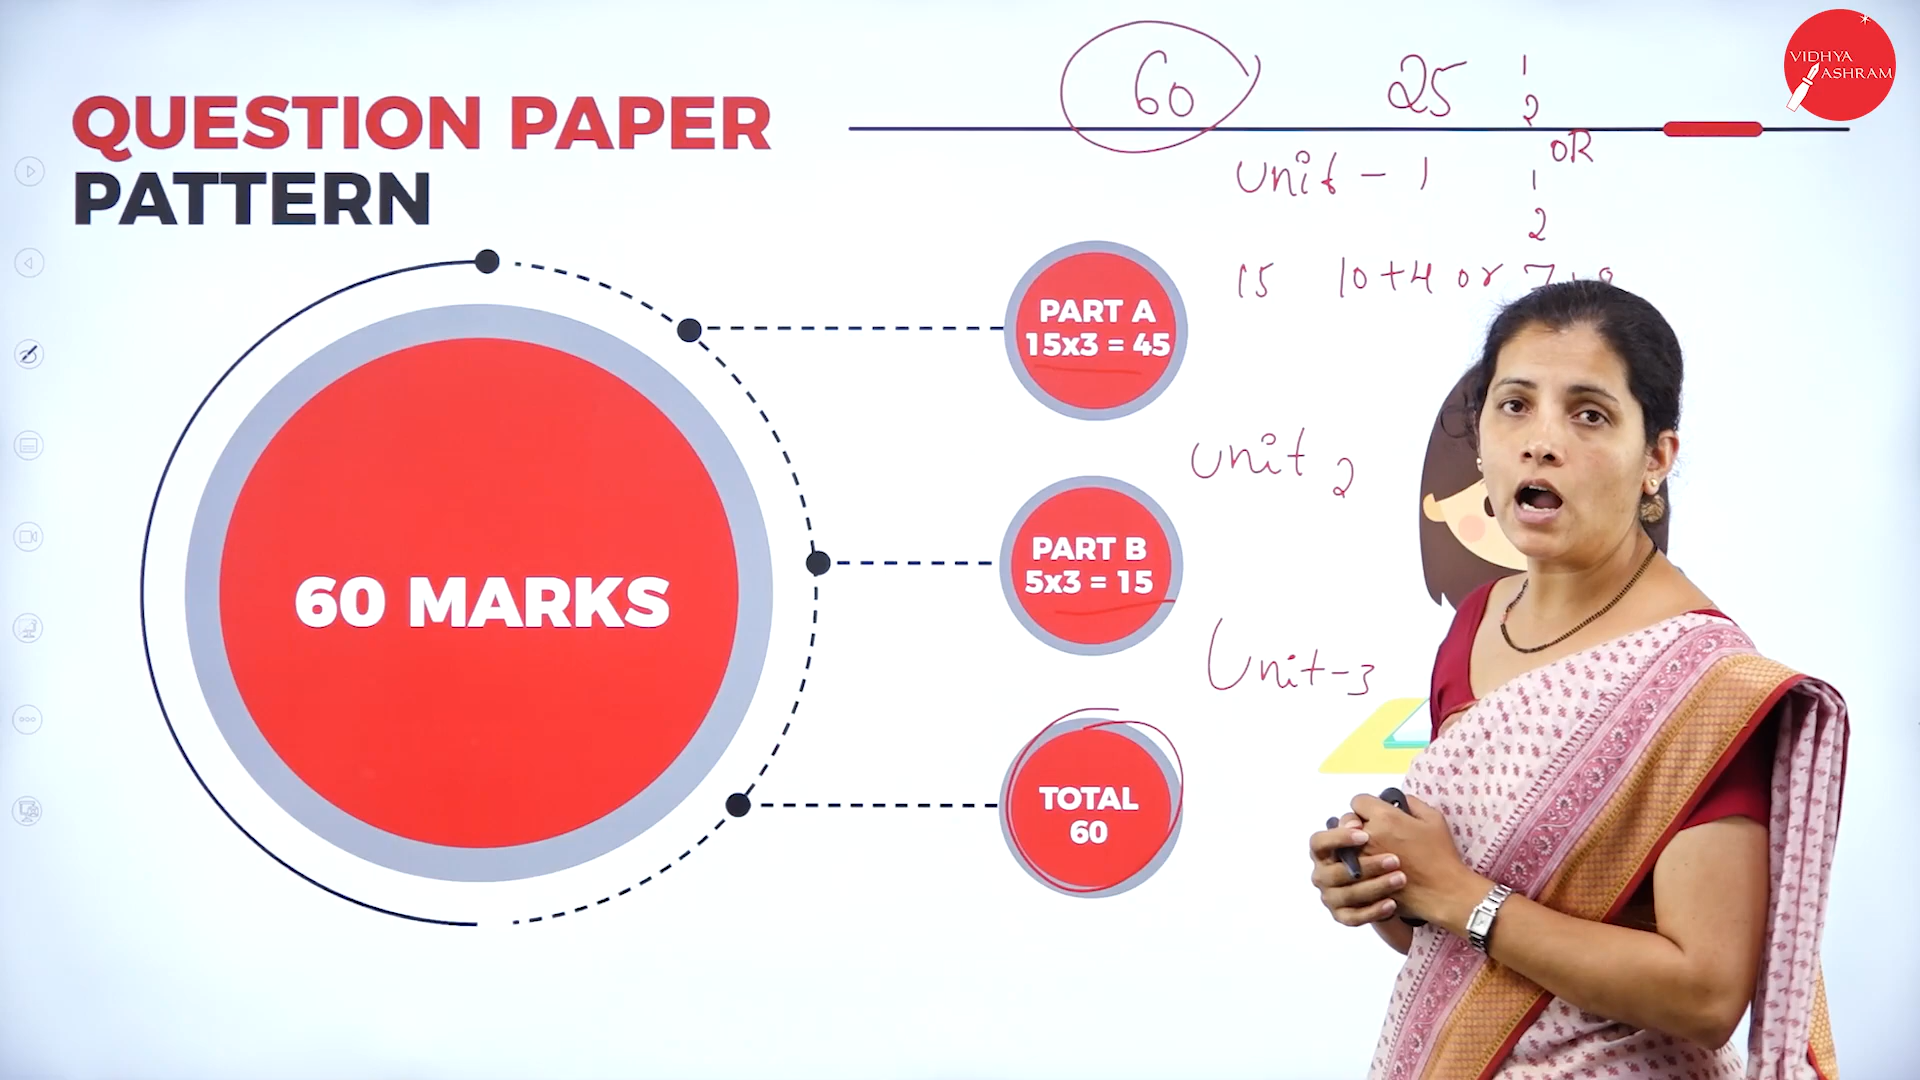 QUESTION PAPER
PATTERN
60 25 1
2
OR
unit - 1 1
2
15 10+4 or 7+
PART A
15x3 = 45
unit 2
PART B
5x3 = 15
60 MARKS
Unit-3
TOTAL
60
VIDHYA
ASHRAM